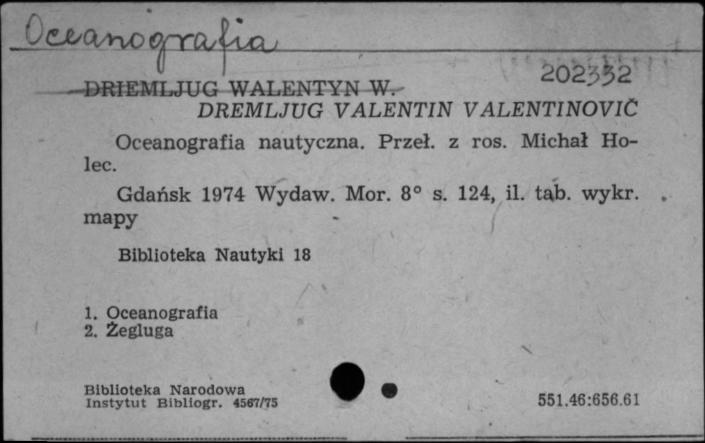 Oceanografia
202332
DRIEMLJUG WALENTYN W.
DREMLJUG VALENTIN VALENTINOVIČ
Oceanografia nautyczna. Przeł. z ros. Michał Ho-
lec.
Gdańsk 1974 Wydaw. Mor. 8° s. 124, il. tab. wykr.
mapy
Biblioteka Nautyki 18
1. Oceanografia
2. Żegluga
Biblioteka Narodowa
Instytut Bibliogr. 4567/75
551.46:656.61